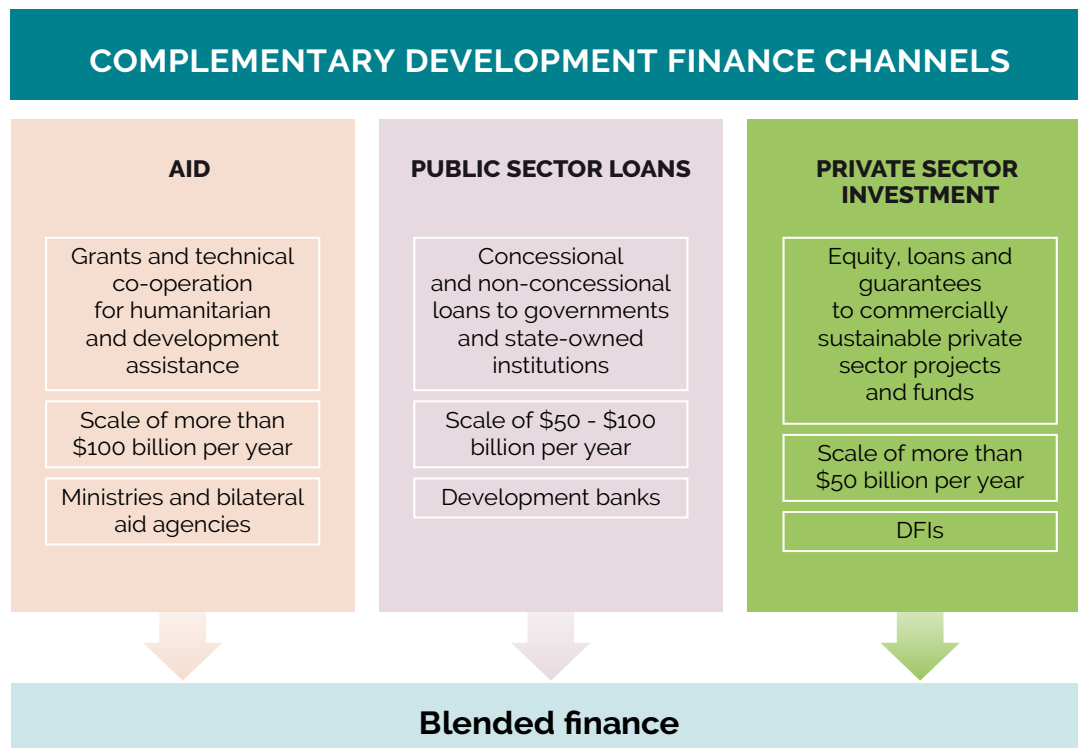 COMPLEMENTARY DEVELOPMENT FINANCE CHANNELS
AID
Grants and technical
co-operation
for humanitarian
and development
assistance
Scale of more than
$100 billion per year
Ministries and bilateral
aid agencies
PUBLIC SECTOR LOANS
Concessional
and non-concessional
loans to governments
and state-owned
institutions
Scale of $50 - $100
billion per year
Development banks
PRIVATE SECTOR
INVESTMENT
Equity, loans and
guarantees
to commercially
sustainable private
sector projects
and funds
Scale of more than
$50 billion per year
DFIs
Blended finance